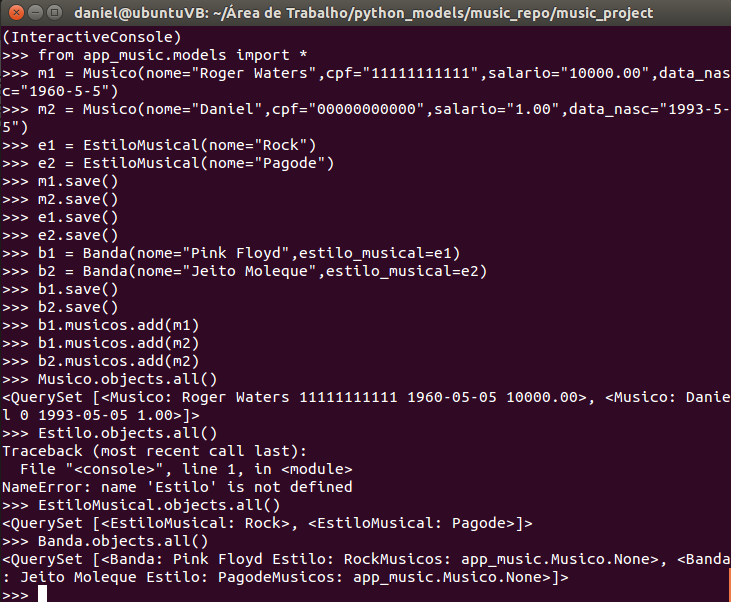 daniel@ubuntuVB: ~/Área de Trabalho/python_models/music_repo/music_project
(InteractiveConsole)
>>> from app_music.models import *
>>> m1 = Musico(nome="Roger Waters",cpf="11111111111",salario="10000.00",data_nas
c="1960-5-5")
>>> m2 = Musico(nome="Daniel",cpf="00000000000",salario="1.00",data_nasc="1993-5-
5")
>>> e1 = EstiloMusical(nome="Rock")
>>> e2 = EstiloMusical(nome="Pagode")
>>> m1.save()
>>> m2.save()
>>> e1.save()
>>> e2.save()
>>> b1 = Banda(nome="Pink Floyd",estilo_musical=e1)
>>> b2 = Banda(nome="Jeito Moleque",estilo_musical=e2)
>>> b1.save()
>>> b2.save()
>>> b1.musicos.add(m1)
>>> b1.musicos.add(m2)
>>> b2.musicos.add(m2)
>>> Musico.objects.all()
<QuerySet [<Musico: Roger Waters 11111111111 1960-05-05 10000.00>, <Musico: Danie
l 0 1993-05-05 1.00>]>
>>> Estilo.objects.all()
Traceback (most recent call last):
  File "<console>", line 1, in <module>
NameError: name 'Estilo' is not defined
>>> EstiloMusical.objects.all()
<QuerySet [<EstiloMusical: Rock>, <EstiloMusical: Pagode>]>
>>> Banda.objects.all()
<QuerySet [<Banda: Pink Floyd Estilo: RockMusicos: app_music.Musico.None>, <Banda
: Jeito Moleque Estilo: PagodeMusicos: app_music.Musico.None>]>
>>>